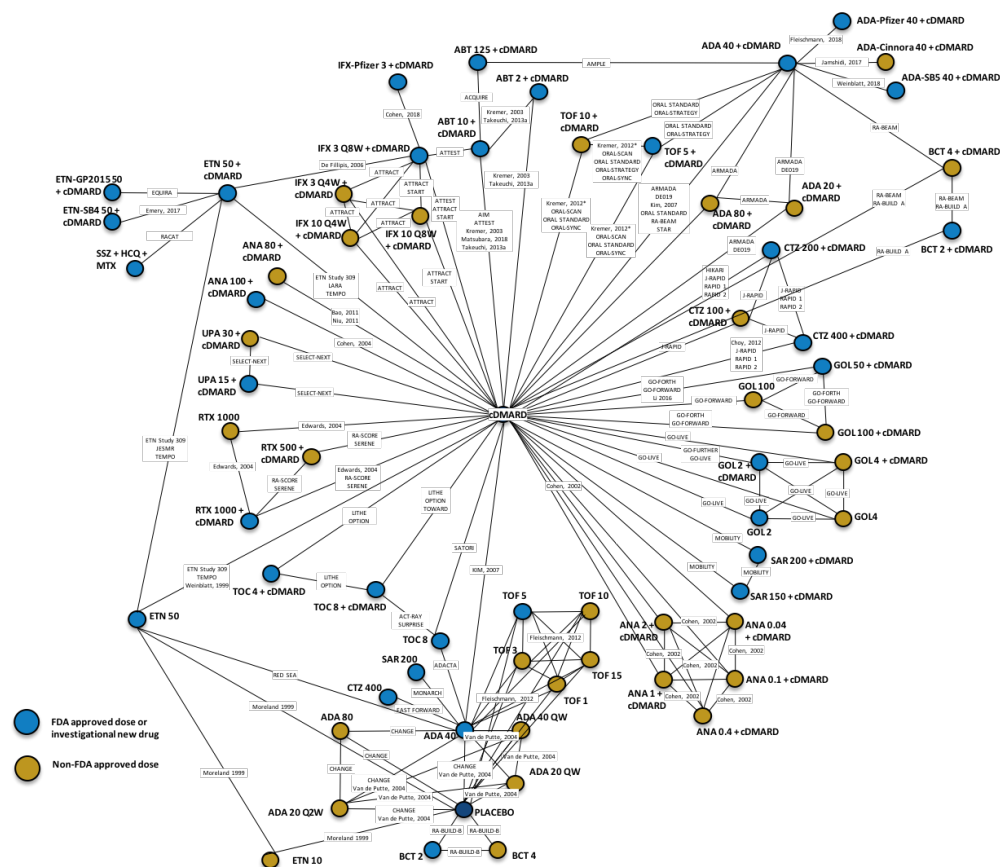 ADA-Pfizer 40 + cDMARD
Fleischmann, 2018
ABT 125 + cDMARD
ADA 40 + cDMARD
ADA-Cinnora 40 + cDMARD
AMPLE
Jamshidi, 2017
IFX-Pfizer 3 + cDMARD
ABT 2 + cDMARD
Weinblatt, 2018
ADA-SB5 40 + cDMARD
ACQUIRE
ORAL STANDARD
ORAL-STRATEGY
TOF 10 +
cDMARD
ABT 10 +
cDMARD
Kremer, 2003
Takeuchi, 2013a
Cohen, 2018
ORAL STANDARD
ORAL-STRATEGY
RA-BEAM
IFX 3 Q8W + cDMARD
ATTEST
Kremer, 2012*
ORAL-SCAN
ORAL STANDARD
ORAL-STRATEGY
ORAL-SYNC
TOF 5 +
cDMARD
BCT 4 +
cDMARD
De Filippis, 2006
ETN 50 +
cDMARD
ATTRACT
Kremer, 2003
Takeuchi, 2013a
ETN-GP2015 50
+ cDMARD
EQUIRA
IFX 3 Q4W +
cDMARD
ATTRACT
START
ATTEST
ATTRACT
START
ARMADA
ARMADA
DEO19
ADA 20 +
cDMARD
ETN-SB4 50 +
cDMARD
Emery, 2017
ATTRACT
ATTRACT
IFX 10 Q4W
+ cDMARD
IFX 10 Q8W
+ cDMARD
AIM
ATTEST
Kremer, 2003
Matsubara, 2018
Takeuchi, 2013a
Kremer, 2012*
ORAL-SCAN
ORAL STANDARD
ORAL-SYNC
Kremer, 2012*
ORAL-SCAN
ORAL STANDARD
ORAL-SYNC
ARMADA
DEO19
Kim, 2007
ORAL STANDARD
RA-BEAM
STAR
ADA 80 +
cDMARD
ARMADA
RA-BEAM
RA-BUILD A
RA-BEAM
RA-BUILD A
RACAT
SSZ + HCQ +
MTX
ANA 80 +
cDMARD
ARMADA
DEO19
CTZ 200 + cDMARD
RA-BUILD A
BCT 2 + cDMARD
ETN Study 309
LARA
TEMPO
ATTRACT
ATTRACT
ATTRACT
START
HIKARI
J-RAPID
RAPID 1
RAPID 2
J-RAPID
RAPID 1
RAPID 2
ANA 100 +
cDMARD
Bao, 2011
Niu, 2011
CTZ 100 +
cDMARD
J-RAPID
J-RAPID
CTZ 400 +
cDMARD
Cohen, 2004
UPA 30 +
cDMARD
SELECT-NEXT
J-RAPID
Choy, 2012
J-RAPID
RAPID 1
RAPID 2
GOL 50 + cDMARD
SELECT-NEXT
UPA 15 +
cDMARD
SELECT-NEXT
GO-FORTH
GO-FORWARD
Li 2016
GO-FORWARD
GOL 100
GO-FORTH
GO-FORWARD
GO-FORWARD
GO-FORWARD
cDMARD
RTX 1000
Edwards, 2004
GO-FORTH
GO-FORWARD
GOL 100 + cDMARD
RTX 500 +
cDMARD
RA-SCORE
SERENE
GO-LIVE
ETN Study 309
JESMR
TEMPO
Edwards, 2004
RA-SCORE
SERENE
Edwards, 2004
RA-SCORE
SERENE
GO-FURTHER
GO-LIVE
GOL 2 +
cDMARD
GO-LIVE
GOL 4 + cDMARD
Cohen, 2002
GO-LIVE
GO-LIVE
GO-LIVE
GO-LIVE
GO-LIVE
GO-LIVE
GO-LIVE
RTX 1000 +
cDMARD
LITHE
OPTION
TOWARD
LITHE
OPTION
GOL 2
GOL 4
MOBILITY
SATORI
SAR 200 + cDMARD
ETN Study 309
TEMPO
Weinblatt, 1999
KIM, 2007
MOBILITY
MOBILITY
LITHE
OPTION
TOC 4 + cDMARD
TOC 8 + cDMARD
SAR 150 + cDMARD
ETN 50
ACT-RAY
SURPRISE
TOF 5
TOF 10
ANA 2 +
cDMARD
Cohen, 2002
ANA 0.04
+ cDMARD
TOC 8
Fleischmann, 2012
Cohen, 2002
Cohen, 2002
SAR 200
ADACTA
TOF 3
TOF 15
Cohen, 2002
ANA 0.1 + cDMARD
RED SEA
MONARCH
CTZ 400
Fleischmann, 2012
TOF 1
ANA 1 +
cDMARD
Cohen, 2002
Cohen, 2002
EAST FORWARD
Moreland 1999
ANA 0.4 + cDMARD
FDA approved dose or
investigational new drug
ADA 80
CHANGE
ADA 40
ADA 40 QW
Van de Putte, 2004
CHANGE
Van de Putte, 2004
Non-FDA approved dose
CHANGE
CHANGE
Van de Putte, 2004
ADA 20 QW
Van de Putte, 2004
Van de Putte, 2004
Van de Putte, 2004
Van de Putte, 2004
Moreland 1999
ADA 20 Q2W
CHANGE
Van de Putte, 2004
PLACEBO
Moreland 1999
RA-BUILD-B
RA-BUILD-B
ETN 10
BCT 2
RA-BUILD-B
BCT 4